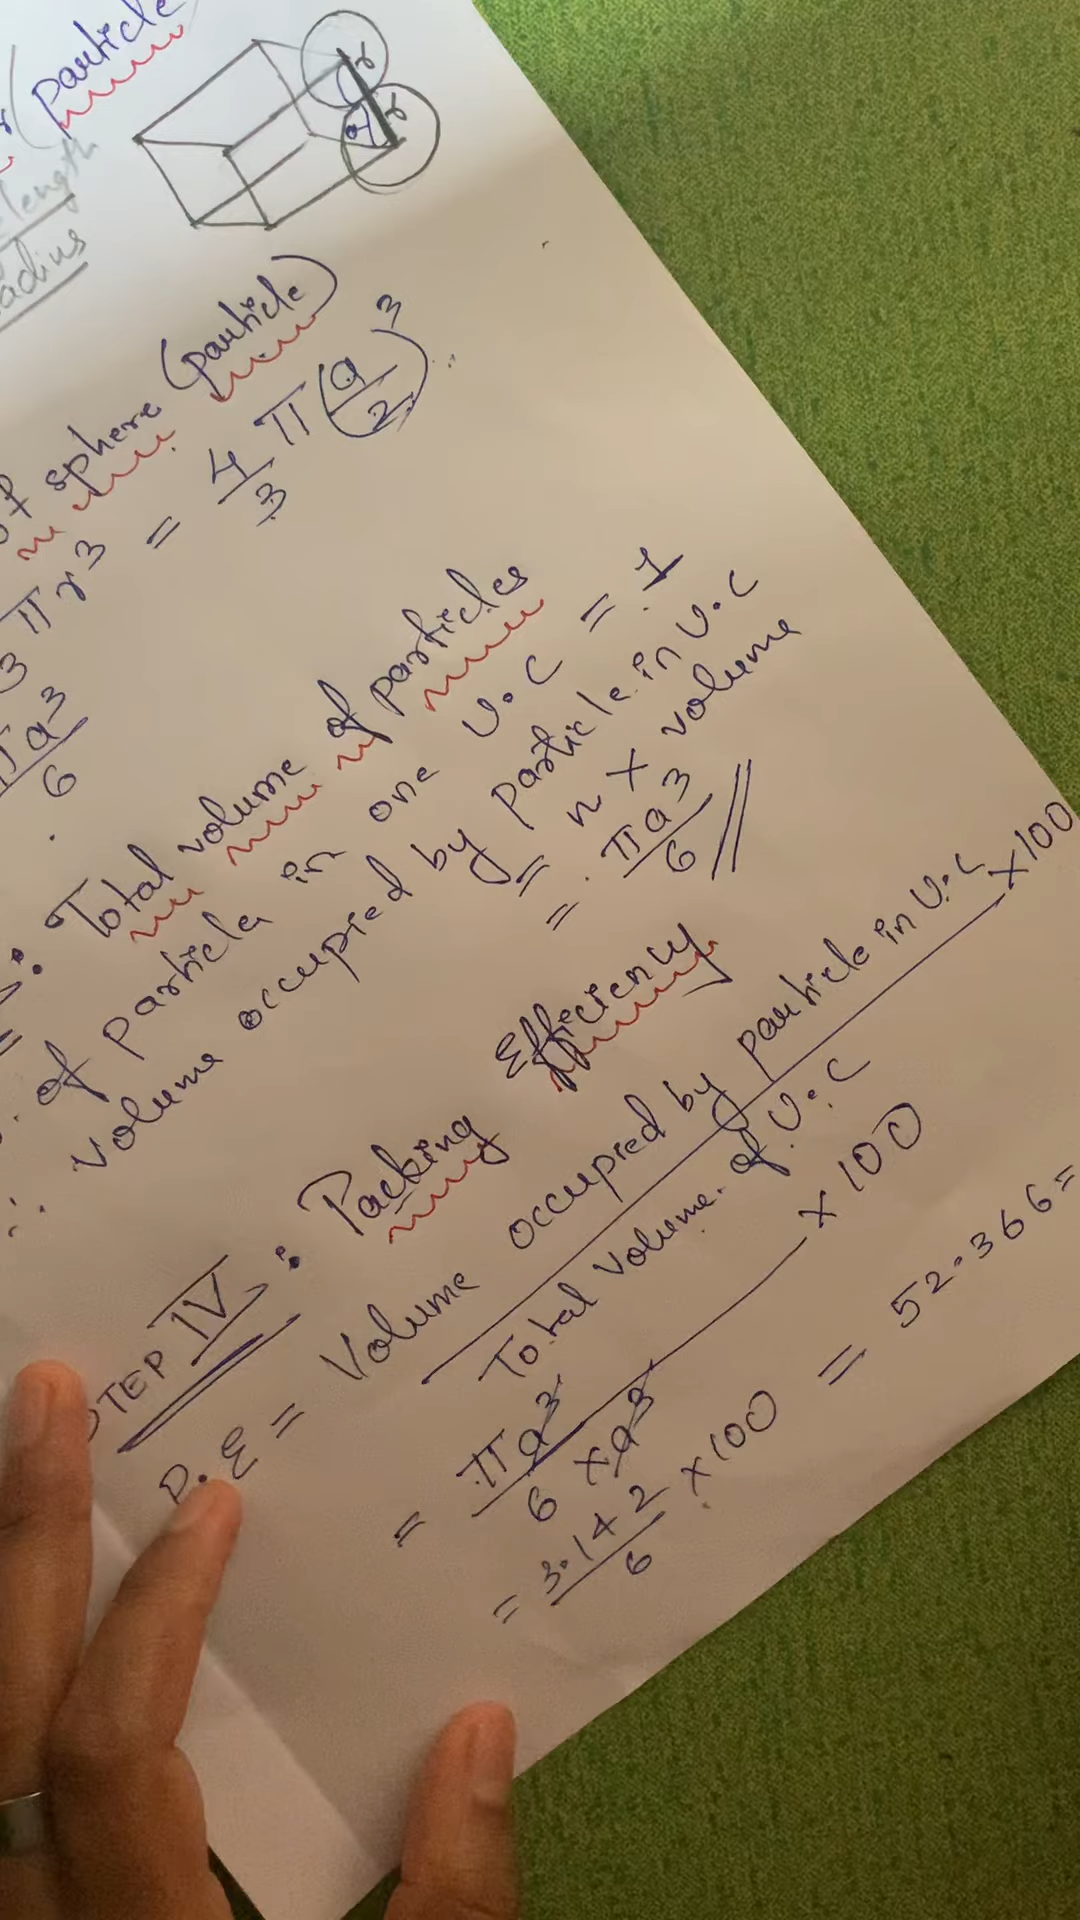 (particle
length
radius
r
r
a
of sphere (particle)
πr³ = 4/3 π(a/2)³
πa³/6
: Total volume of particles
of particle in one U.C = 1
∴ Volume occupied by particle in U.C
= n × volume
= πa³/6
STEP IV : Packing Efficiency
P.E = Volume occupied by particle in U.C / Total volume of U.C × 100
= πa³ / 6 × a³ × 100
= 3.142/6 × 100 = 52.366 =